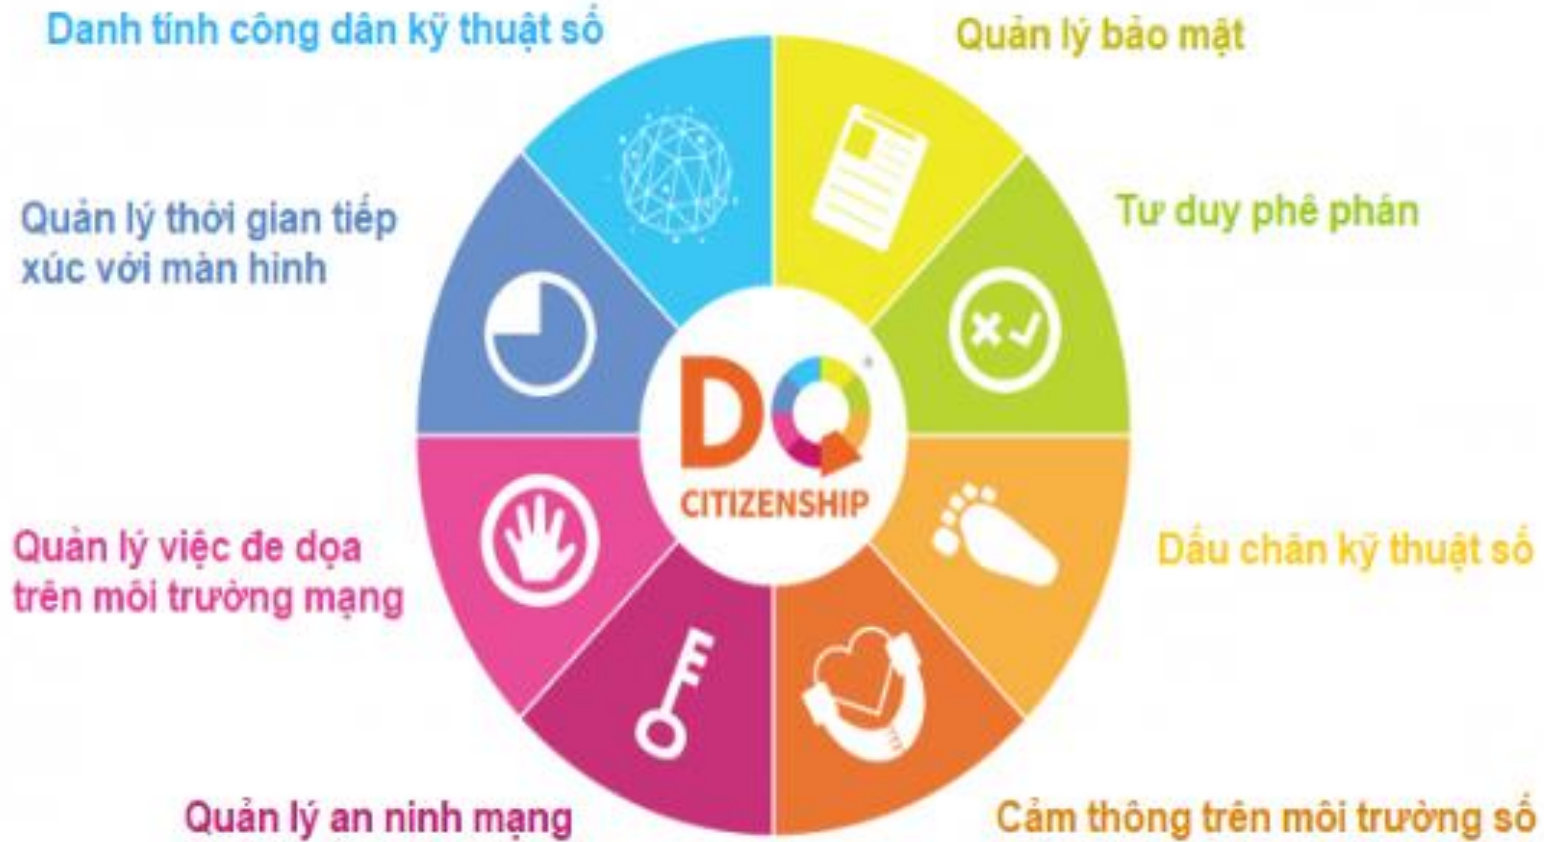 Danh tính công dân kỹ thuật số
Quản lý bảo mật
Quản lý thời gian tiếp
xúc với màn hình
Tư duy phê phán
DQ
CITIZENSHIP
Quản lý việc đe dọa
trên môi trường mạng
Dấu chân kỹ thuật số
Quản lý an ninh mạng
Cảm thông trên môi trường số